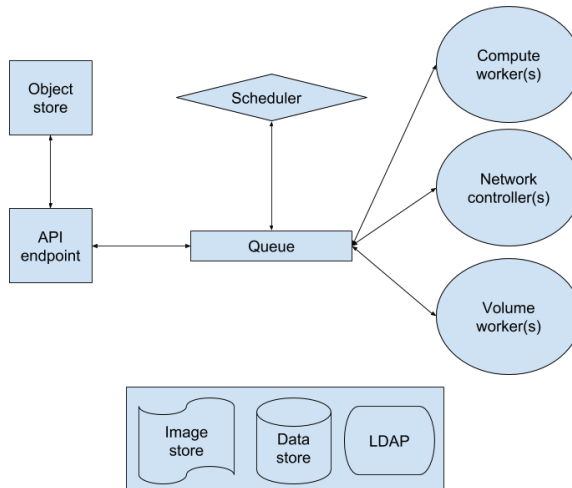 Object
store
Scheduler
Compute
worker(s)
Network
controller(s)
API
endpoint
Queue
Volume
worker(s)
Image
store
Data
store
LDAP